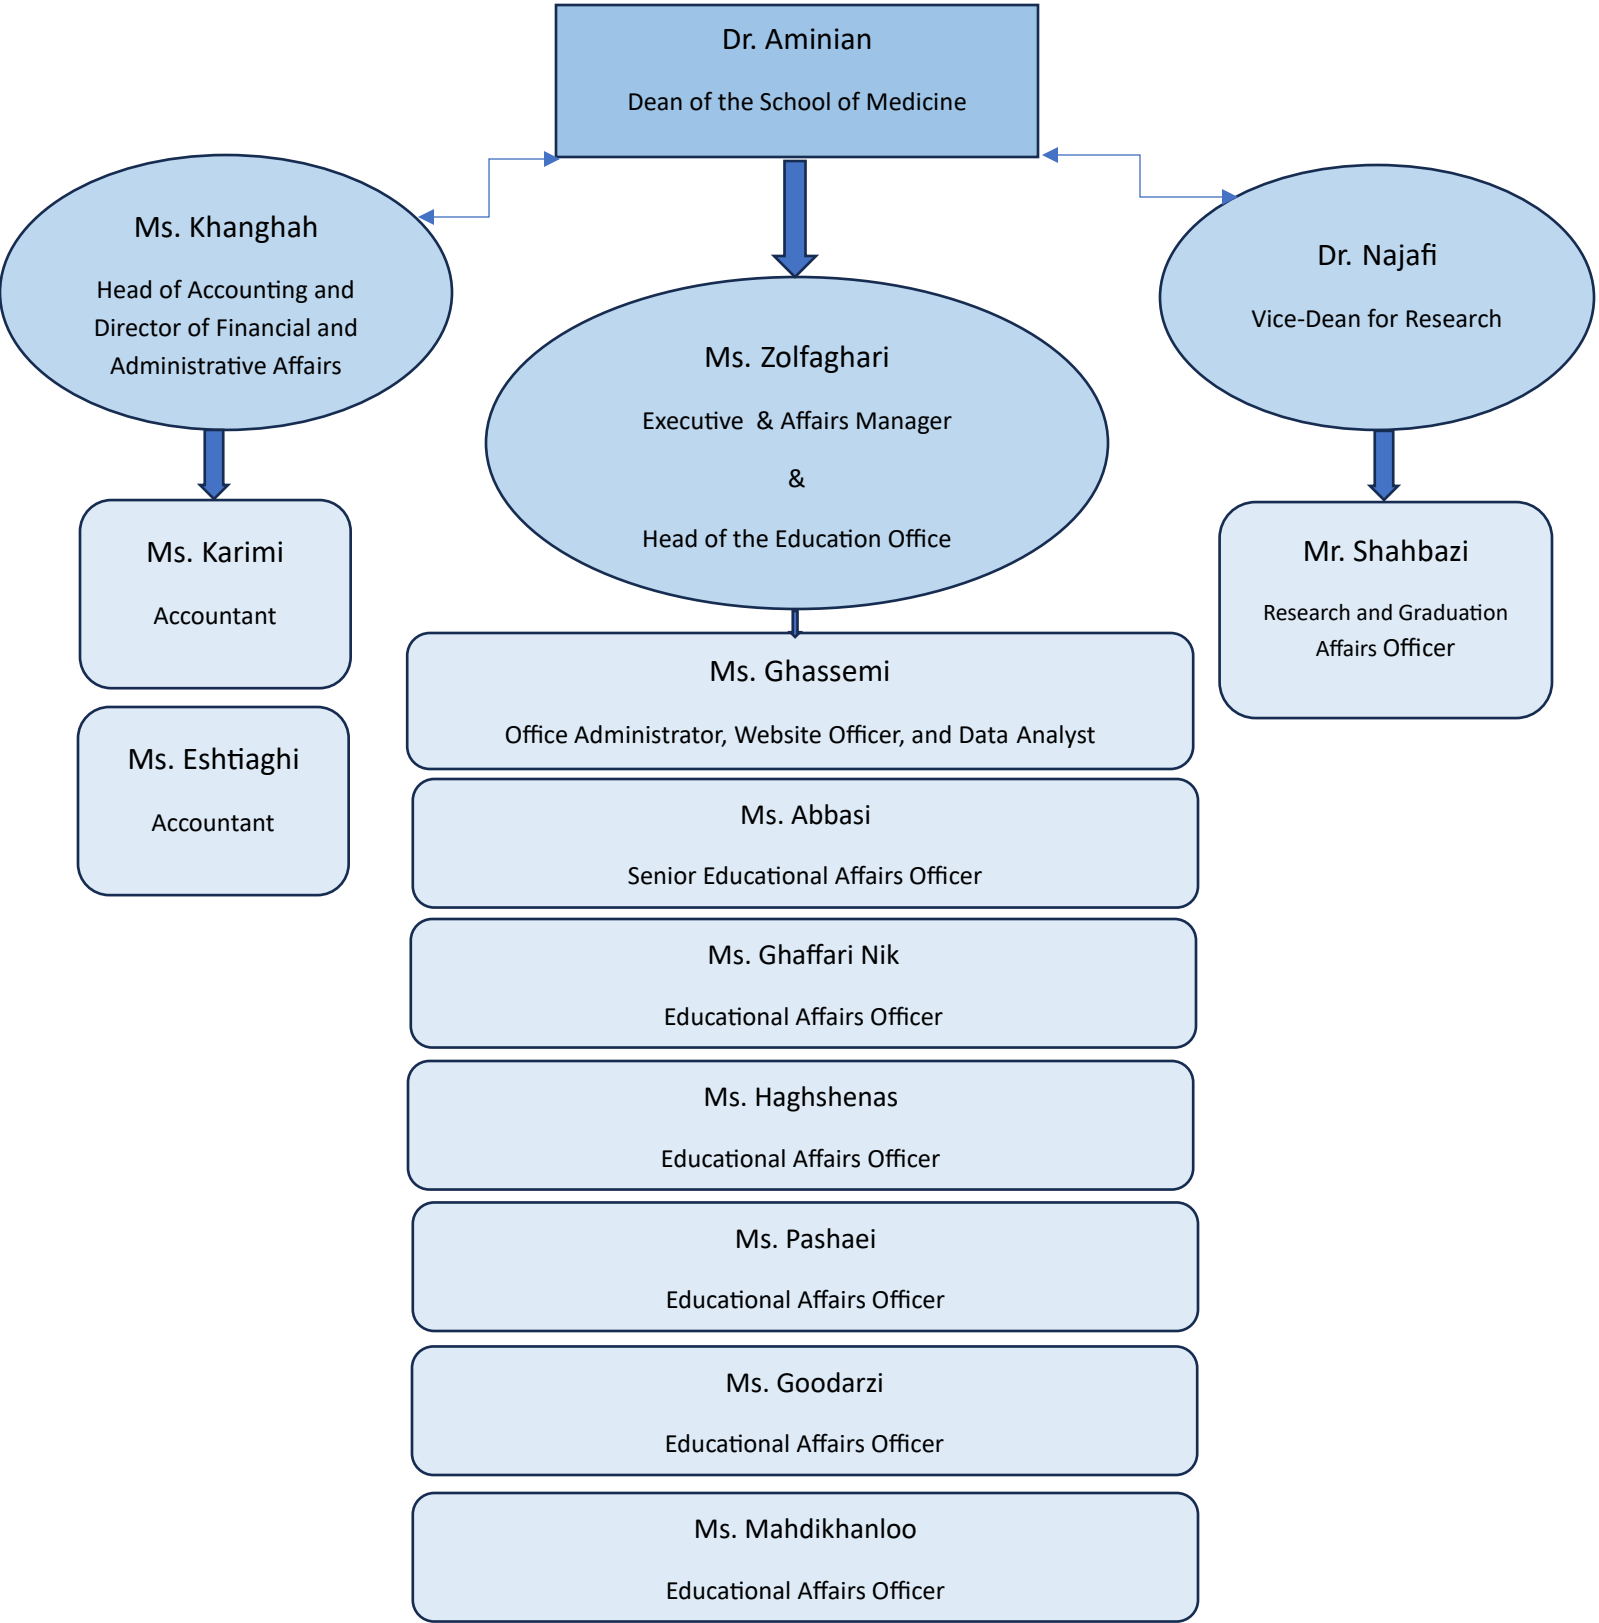 Dr. Aminian
Dean of the School of Medicine
Ms. Khanghah
Head of Accounting and
Director of Financial and
Administrative Affairs
Ms. Zolfaghari
Executive & Affairs Manager
&
Head of the Education Office
Dr. Najafi
Vice-Dean for Research
Ms. Karimi
Accountant
Ms. Eshtiaghi
Accountant
Mr. Shahbazi
Research and Graduation
Affairs Officer
Ms. Ghassemi
Office Administrator, Website Officer, and Data Analyst
Ms. Abbasi
Senior Educational Affairs Officer
Ms. Ghaffari Nik
Educational Affairs Officer
Ms. Haghshenas
Educational Affairs Officer
Ms. Pashaei
Educational Affairs Officer
Ms. Goodarzi
Educational Affairs Officer
Ms. Mahdikhanloo
Educational Affairs Officer